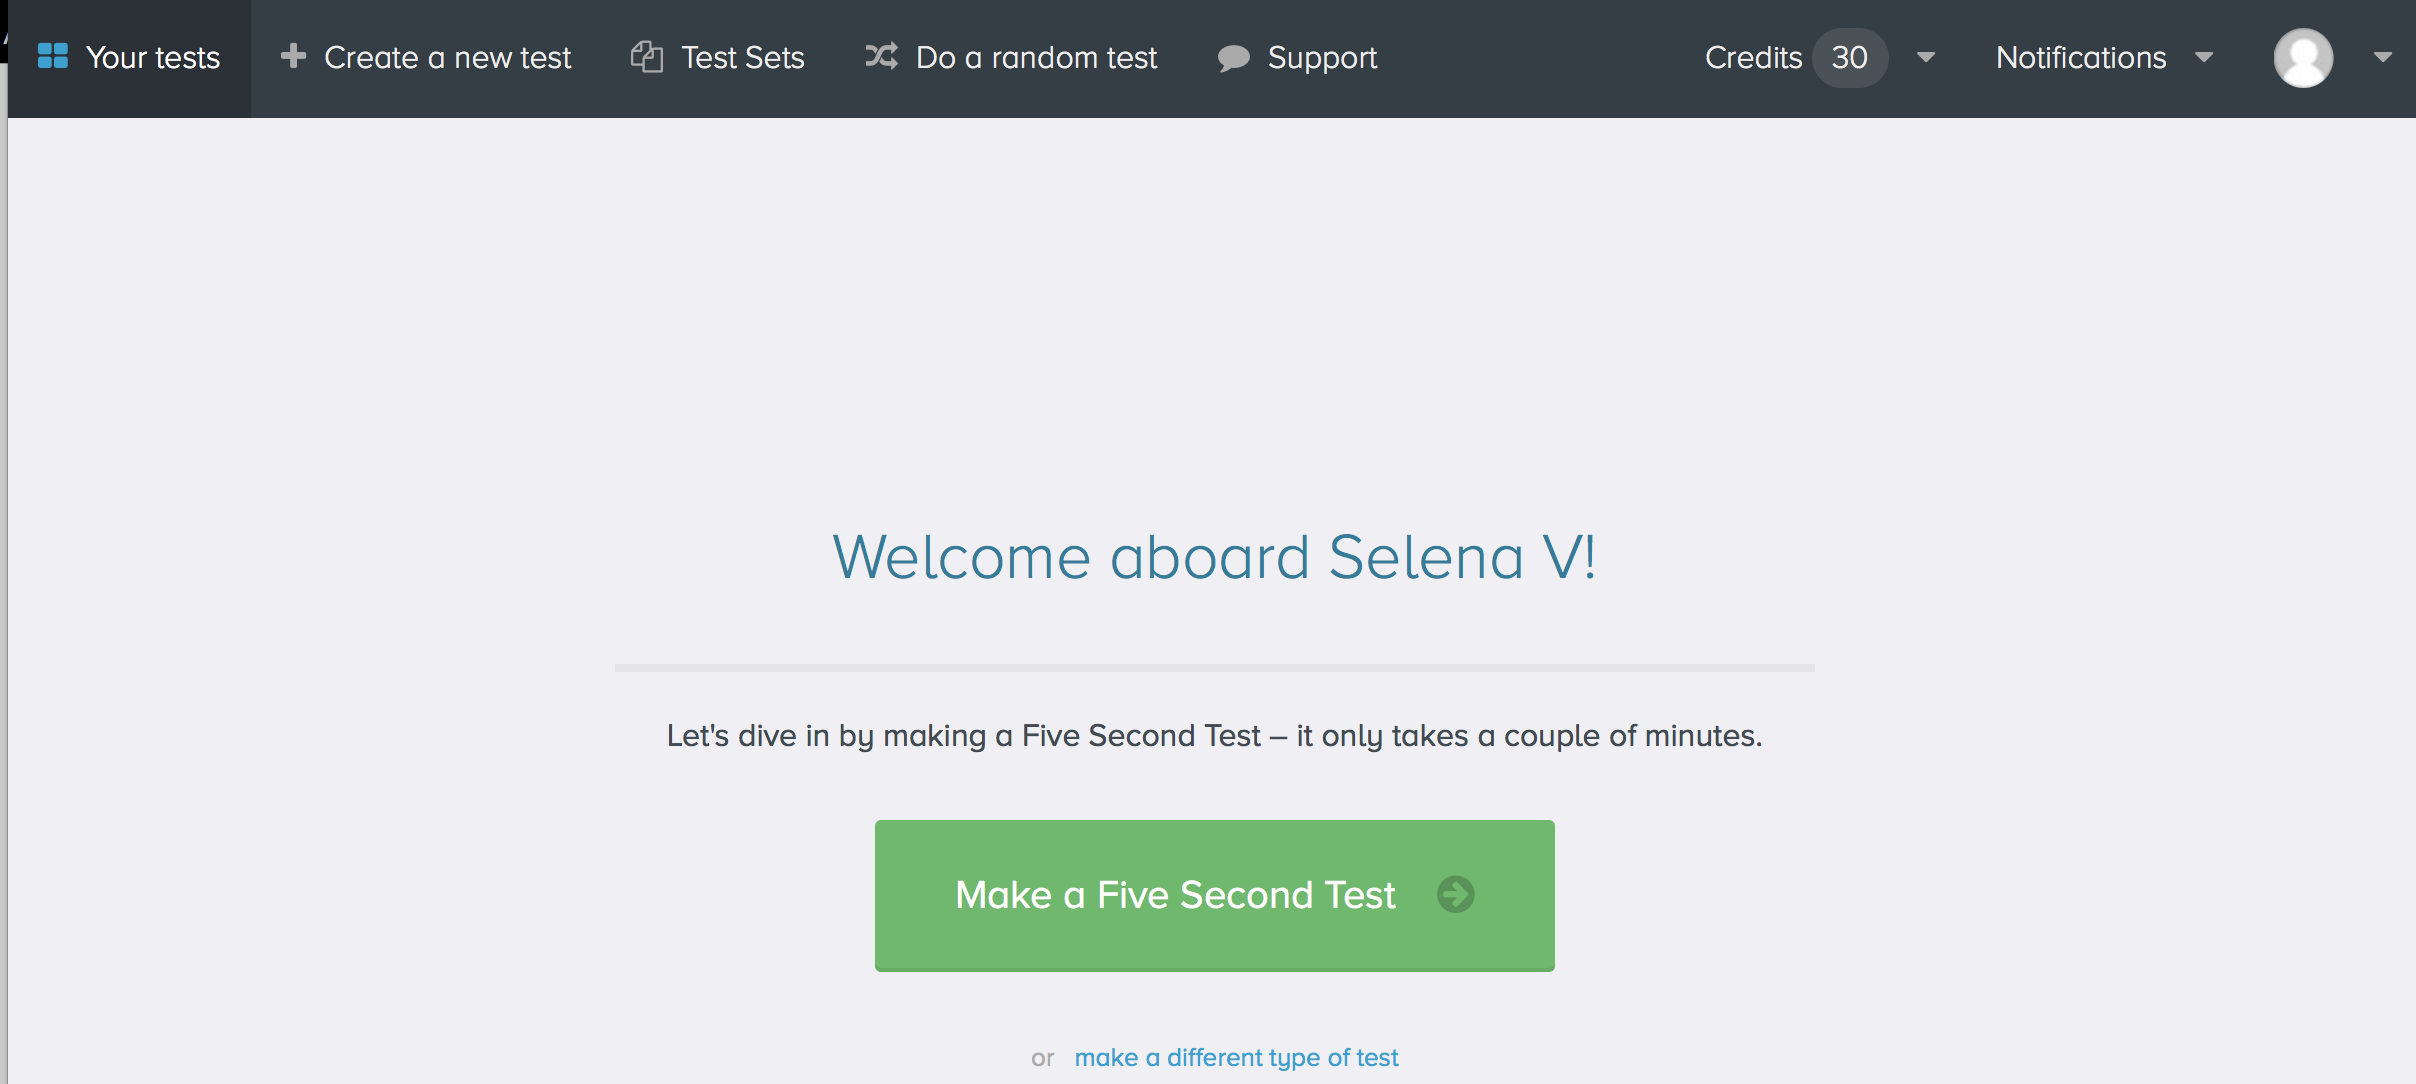 Your tests Create a new test Test Sets Do a random test Support Credits 30 Notifications
Welcome aboard Selena V!
Let's dive in by making a Five Second Test – it only takes a couple of minutes.
Make a Five Second Test
or make a different type of test